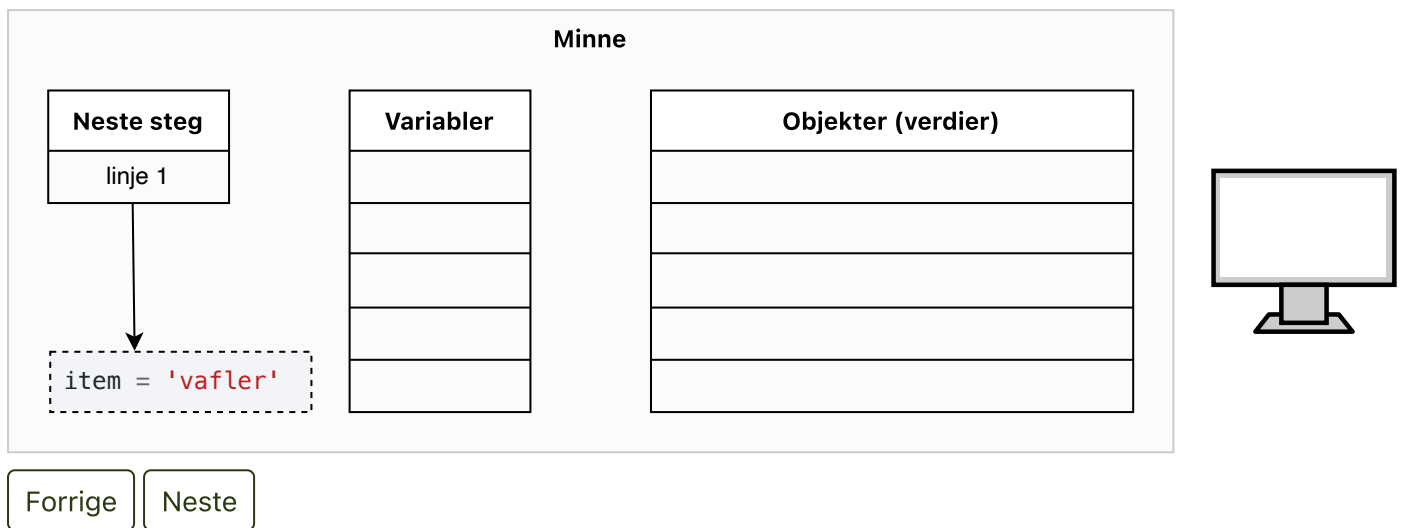 Minne
Neste steg
Variabler
Objekter (verdier)
linje 1
item = 'vafler'
Forrige
Neste